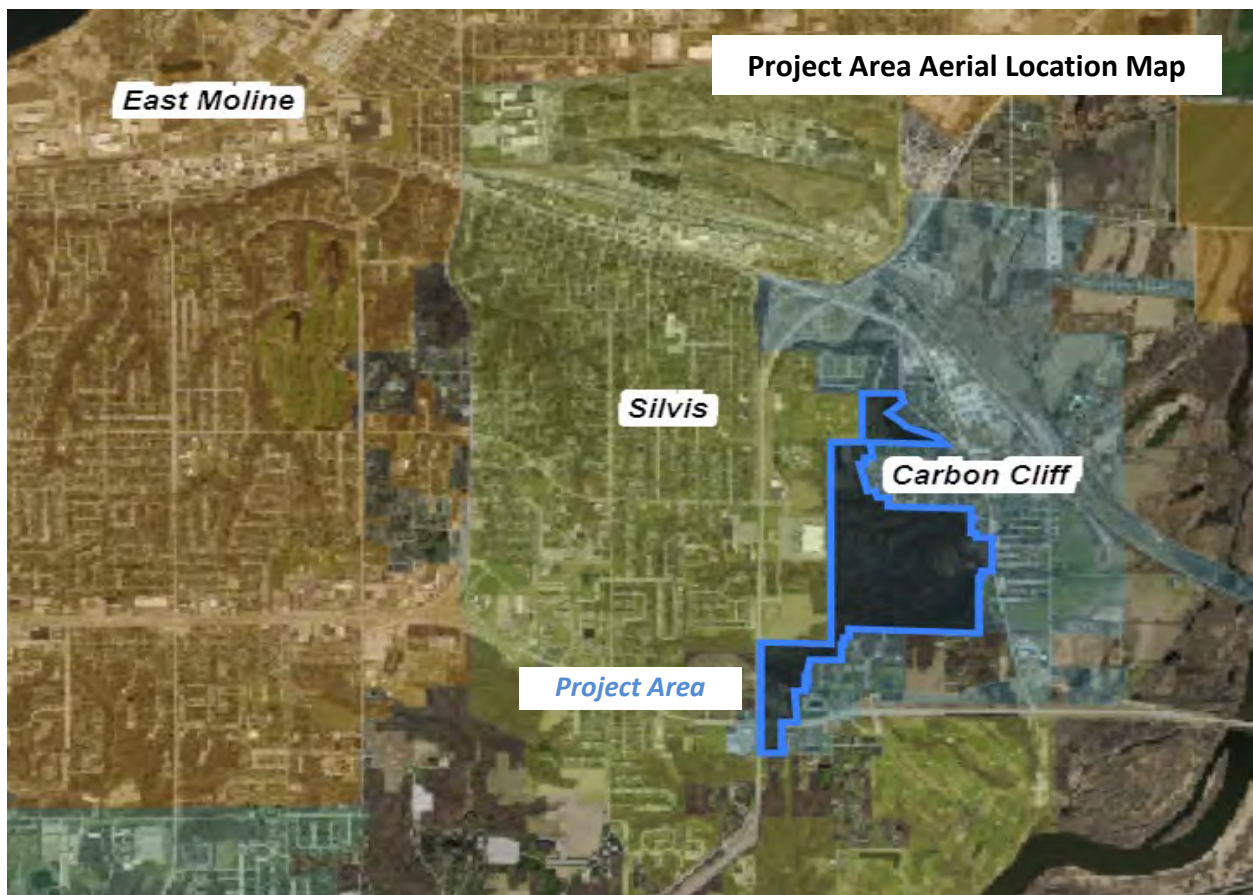 Project Area Aerial Location Map
East Moline
Silvis
Carbon Cliff
Project Area